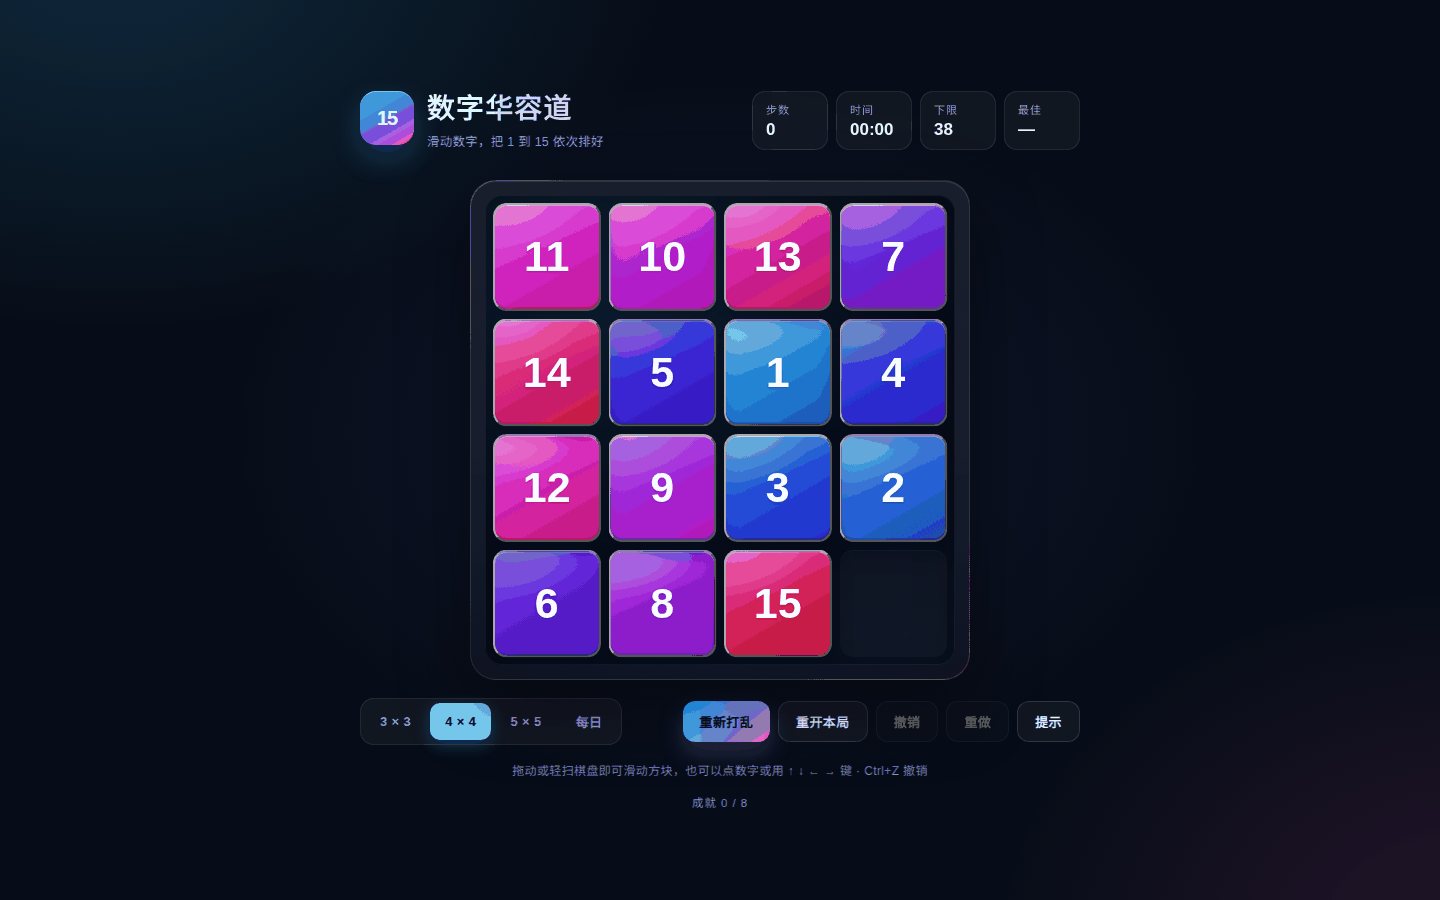 15
数字华容道
滑动数字，把 1 到 15 依次排好
步数
0
时间
00:00
下限
38
最佳
—
11 10 13 7
14 5 1 4
12 9 3 2
6 8 15
3 × 3 4 × 4 5 × 5 每日
重新打乱 重开本局 撤销 重做 提示
拖动或轻扫棋盘即可滑动方块，也可以点数字或用 ↑ ↓ ← → 键 · Ctrl+Z 撤销
成就 0 / 8